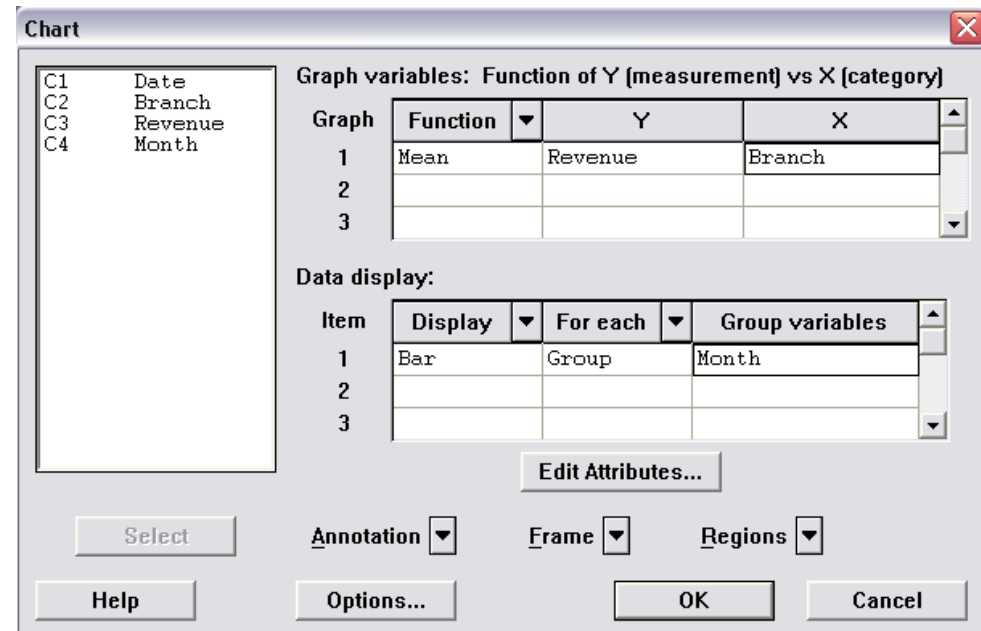 Chart
C1 Date
C2 Branch
C3 Revenue
C4 Month
Graph variables: Function of Y (measurement) vs X (category)
Graph Function Y X
1 Mean Revenue Branch
2
3
Data display:
Item Display For each Group variables
1 Bar Group Month
2
3
Edit Attributes...
Select Annotation Frame Regions
Help Options... OK Cancel